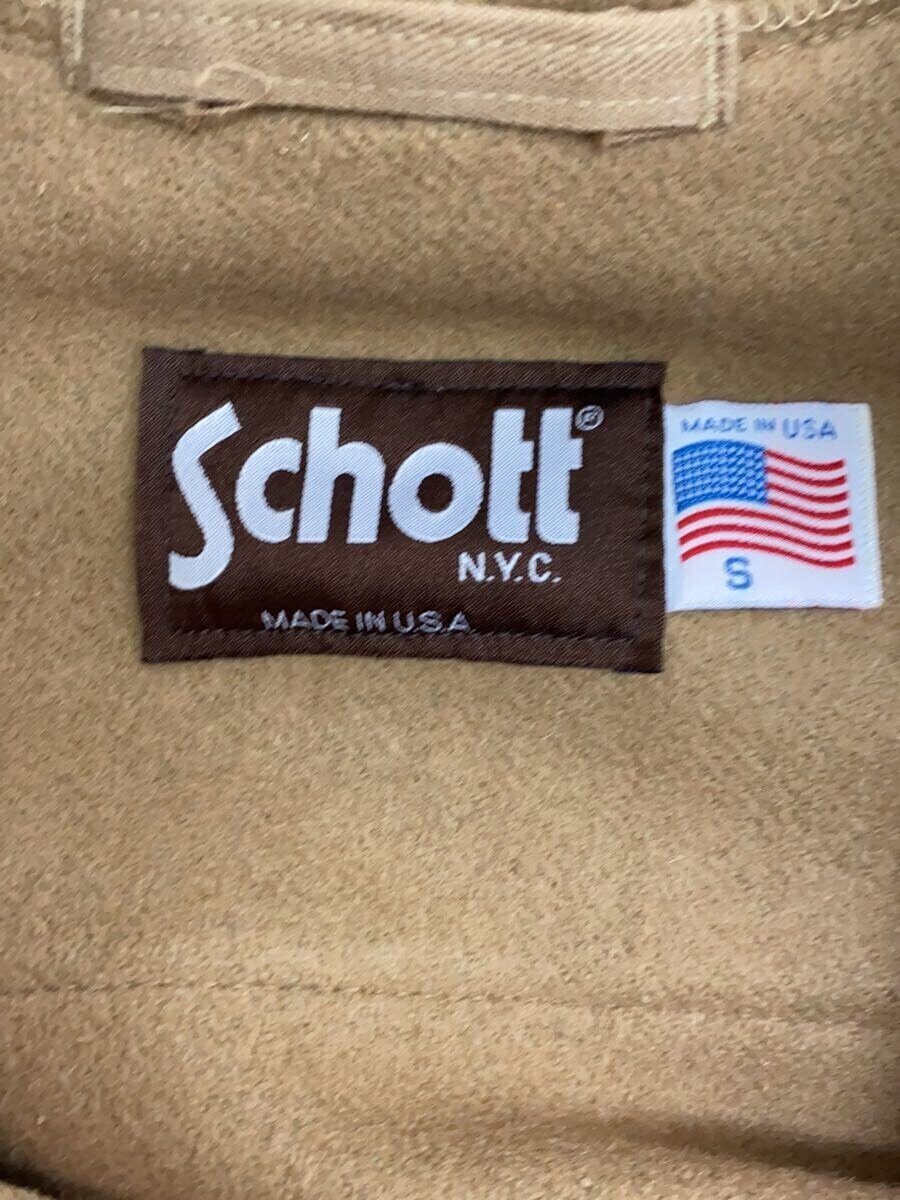 Schott®
N.Y.C.
MADE IN U.S.A.
MADE IN USA
S